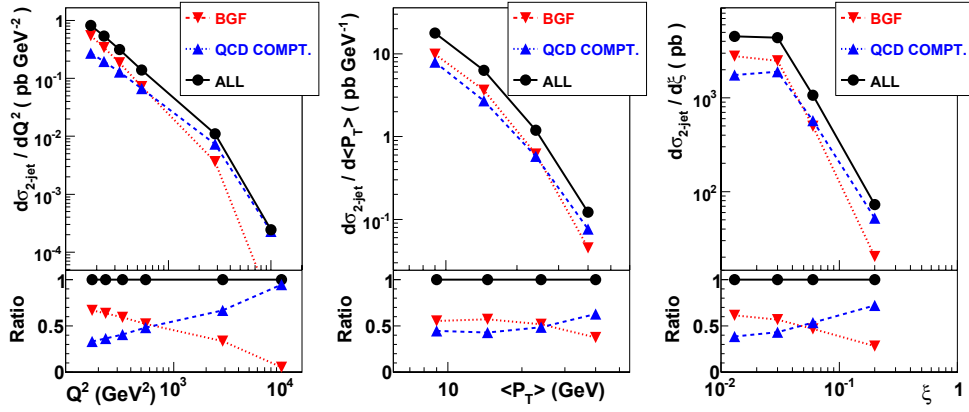 dσ2-jet / dQ² ( pb GeV⁻²)
1
10⁻¹
10⁻²
10⁻³
10⁻⁴
BGF
QCD COMPT.
ALL
Ratio
1
0.5
0
10³
10⁴
Q² (GeV²)
dσ2-jet / d<PT> ( pb GeV⁻¹)
10
1
10⁻¹
BGF
QCD COMPT.
ALL
Ratio
1
0.5
0
10
<PT> (GeV)
dσ2-jet / dξ ( pb)
10³
10²
BGF
QCD COMPT.
ALL
Ratio
1
0.5
0
10⁻²
10⁻¹
1
ξ